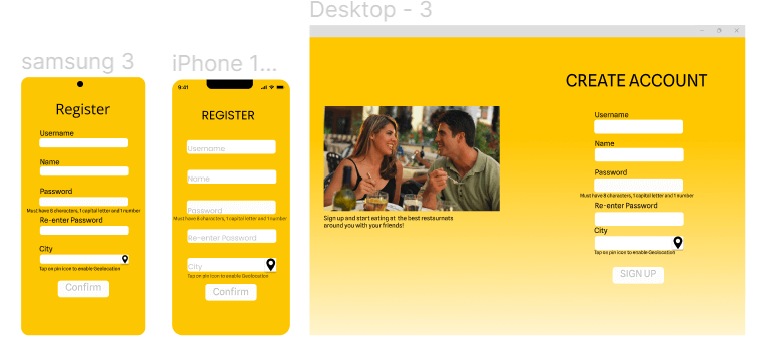 samsung 3
Register
Username
Name
Password
Must have 8 characters, 1 capital letter and 1 number
Re-enter Password
City
Tap on pin icon to enable Geolocation
Confirm
iPhone 1...
9:41
REGISTER
Username
Name
Password
Must have 8 characters, 1 capital letter and 1 number
Re-enter Password
City
Tap on pin icon to enable Geolocation
Confirm
Desktop - 3
Sign up and start eating at the best restaurnets
around you with your friends!
CREATE ACCOUNT
Username
Name
Password
Must have 8 characters, 1 capital letter and 1 number
Re-enter Password
City
Tap on pin icon to enable Geolocation
SIGN UP